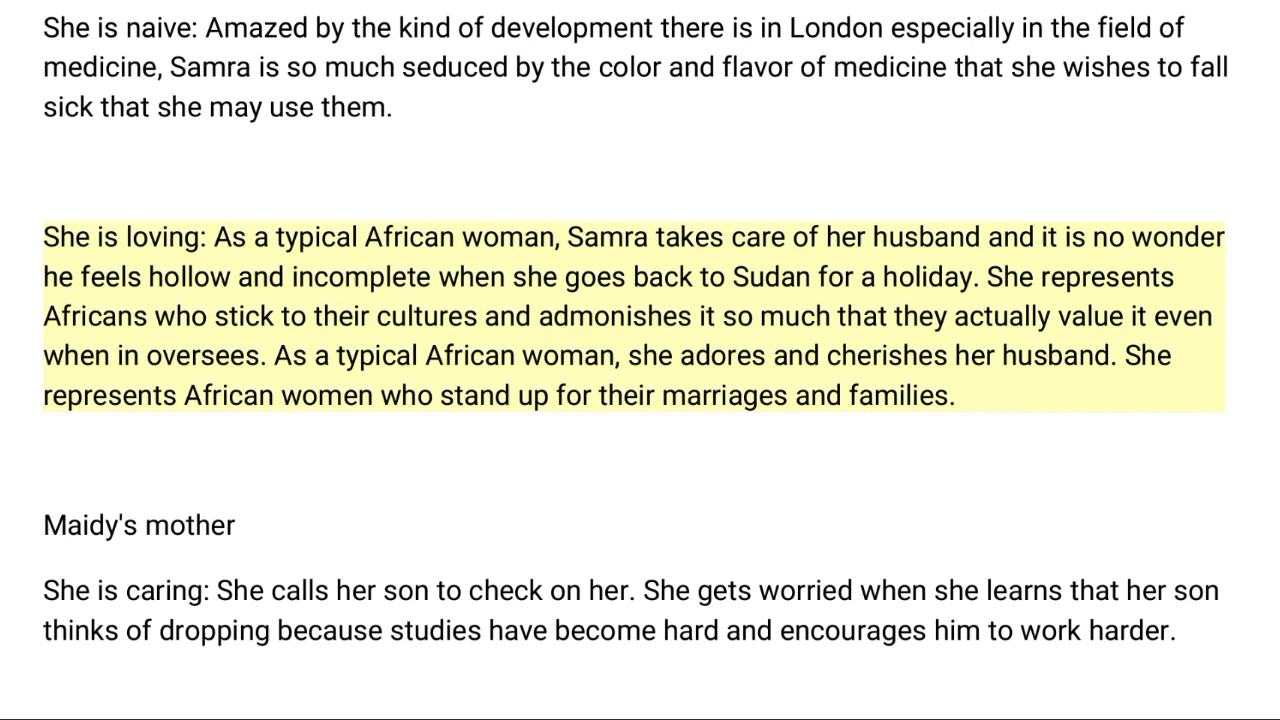 She is naive: Amazed by the kind of development there is in London especially in the field of
medicine, Samra is so much seduced by the color and flavor of medicine that she wishes to fall
sick that she may use them.
She is loving: As a typical African woman, Samra takes care of her husband and it is no wonder
he feels hollow and incomplete when she goes back to Sudan for a holiday. She represents
Africans who stick to their cultures and admonishes it so much that they actually value it even
when in oversees. As a typical African woman, she adores and cherishes her husband. She
represents African women who stand up for their marriages and families.
Maidy's mother
She is caring: She calls her son to check on her. She gets worried when she learns that her son
thinks of dropping because studies have become hard and encourages him to work harder.